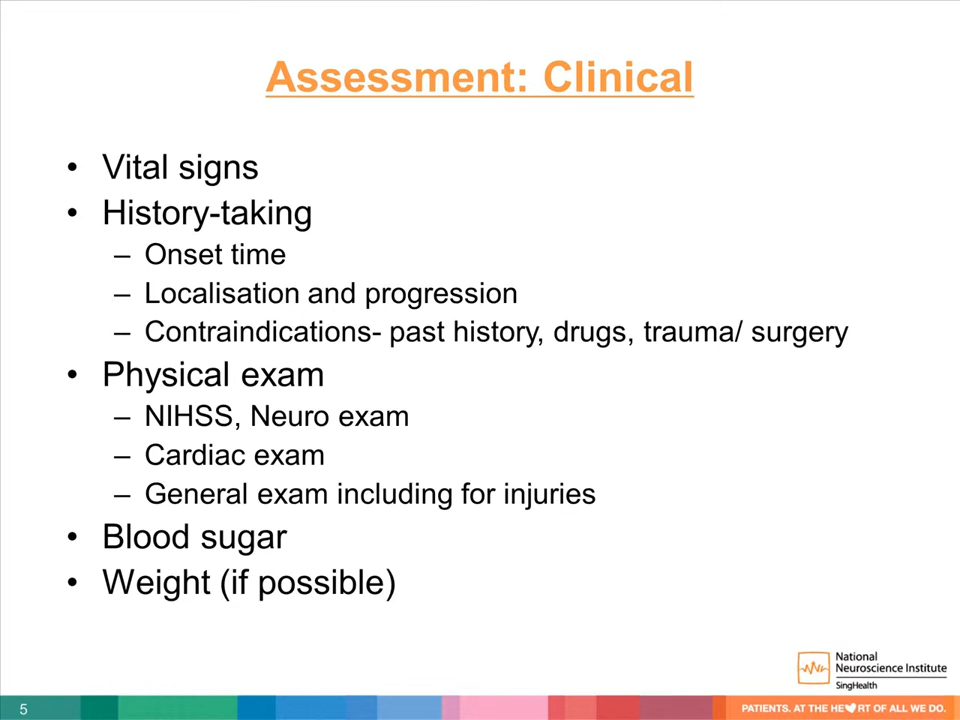 Assessment: Clinical
• Vital signs
• History-taking
– Onset time
– Localisation and progression
– Contraindications- past history, drugs, trauma/ surgery
• Physical exam
– NIHSS, Neuro exam
– Cardiac exam
– General exam including for injuries
• Blood sugar
• Weight (if possible)
National
Neuroscience Institute
SingHealth
5
PATIENTS. AT THE HE♥RT OF ALL WE DO.